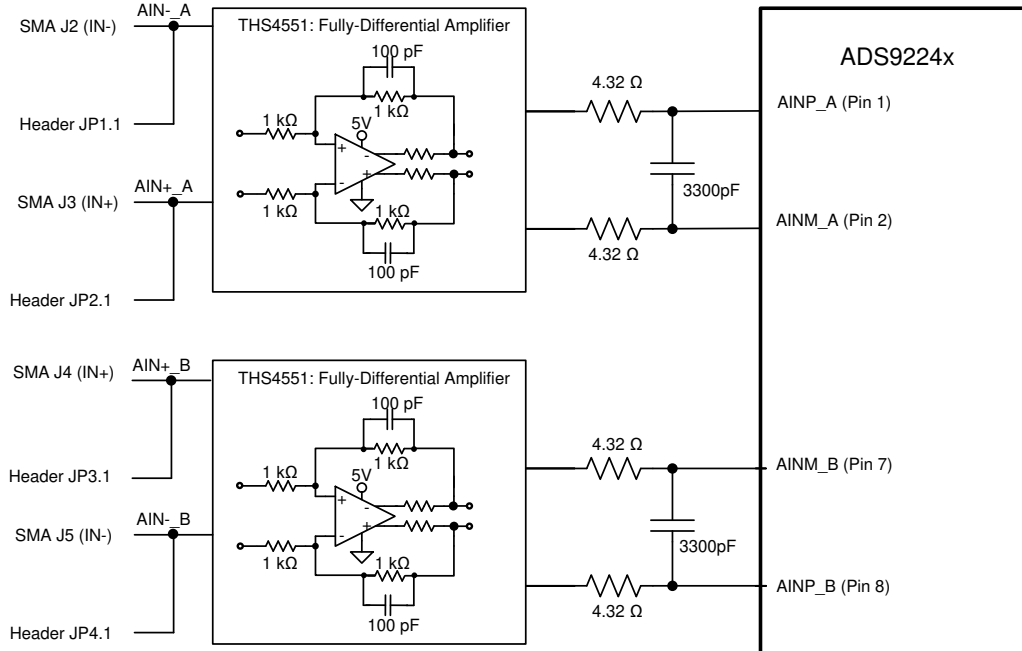 SMA J2 (IN-)
AIN-_A
Header JP1.1
SMA J3 (IN+)
AIN+_A
Header JP2.1
THS4551: Fully-Differential Amplifier
100 pF
1 kΩ
1 kΩ
5V
+
-
-
+
1 kΩ
1 kΩ
100 pF
4.32 Ω
3300pF
4.32 Ω
ADS9224x
AINP_A (Pin 1)
AINM_A (Pin 2)
SMA J4 (IN+)
AIN+_B
Header JP3.1
SMA J5 (IN-)
AIN-_B
Header JP4.1
THS4551: Fully-Differential Amplifier
100 pF
1 kΩ
1 kΩ
5V
+
-
-
+
1 kΩ
1 kΩ
100 pF
4.32 Ω
3300pF
4.32 Ω
AINM_B (Pin 7)
AINP_B (Pin 8)